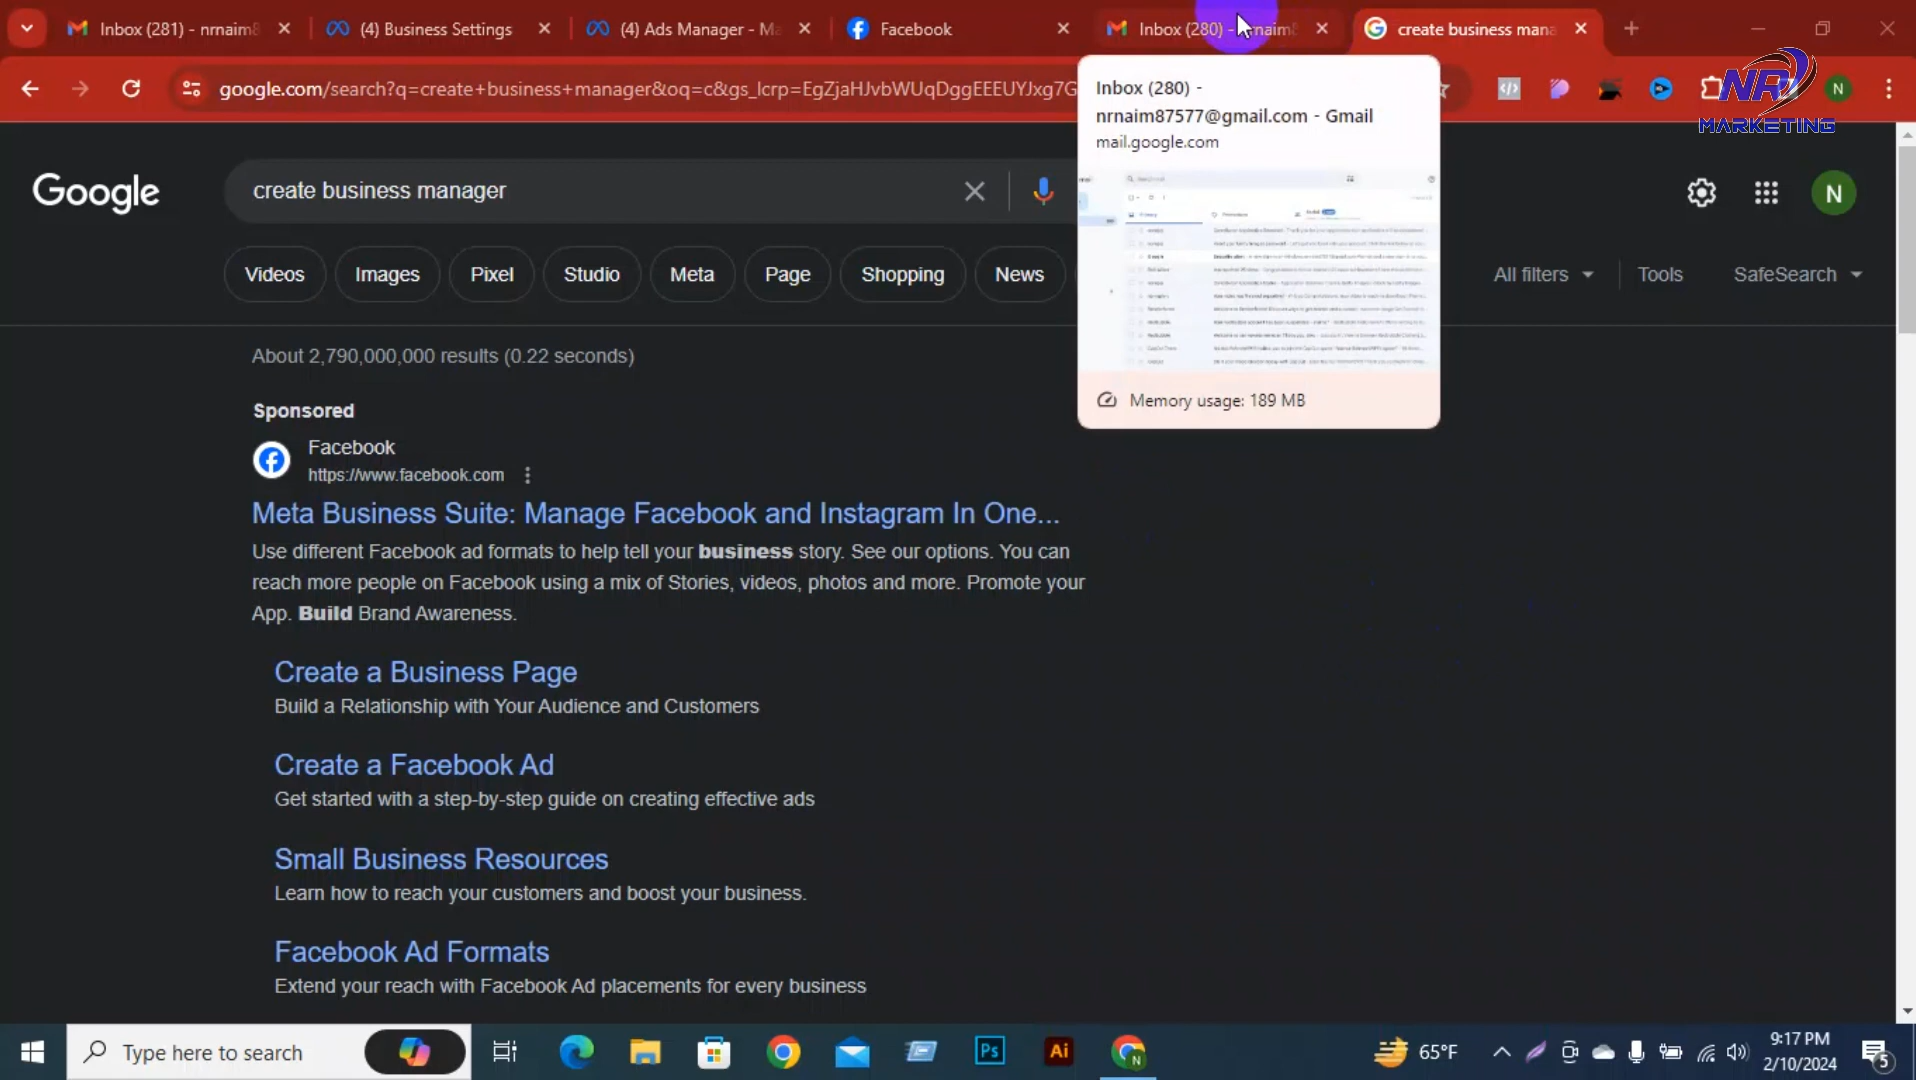 Inbox (281) - nrnaim8
(4) Business Settings
(4) Ads Manager - Ma
Facebook
Inbox (280) - nrnaim8
create business mana
google.com/search?q=create+business+manager&oq=c&gs_lcrp=EgZjaHJvbWUqDggEEEUYJxg7G
N
NR
MARKETING
Inbox (280) -
nrnaim87577@gmail.com - Gmail
mail.google.com
Memory usage: 189 MB
Google
create business manager
N
Videos
Images
Pixel
Studio
Meta
Page
Shopping
News
All filters
Tools
SafeSearch
About 2,790,000,000 results (0.22 seconds)
Sponsored
Facebook
https://www.facebook.com
Meta Business Suite: Manage Facebook and Instagram In One...
Use different Facebook ad formats to help tell your business story. See our options. You can
reach more people on Facebook using a mix of Stories, videos, photos and more. Promote your
App. Build Brand Awareness.
Create a Business Page
Build a Relationship with Your Audience and Customers
Create a Facebook Ad
Get started with a step-by-step guide on creating effective ads
Small Business Resources
Learn how to reach your customers and boost your business.
Facebook Ad Formats
Extend your reach with Facebook Ad placements for every business
Type here to search
Ps
Ai
N
65°F
9:17 PM
2/10/2024
5